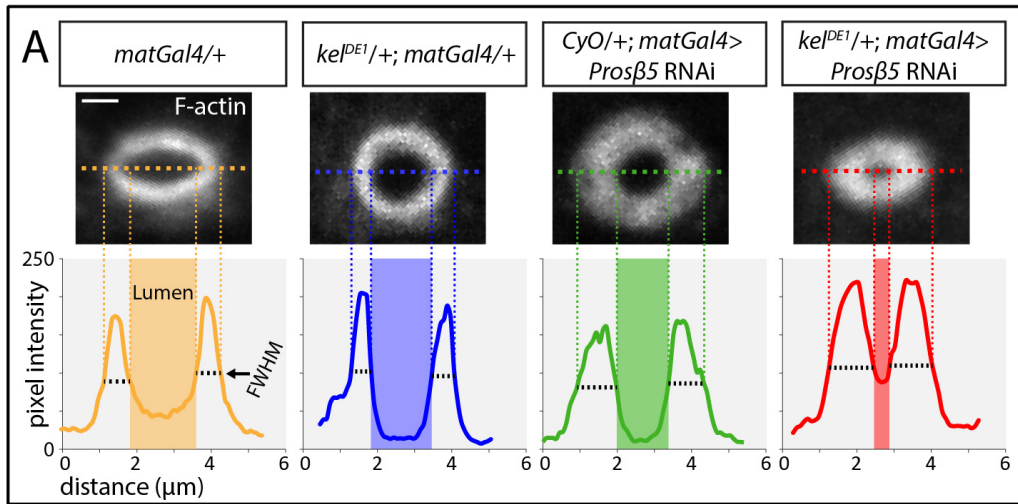 A
matGal4/+
kelᴰᴱ¹/+; matGal4/+
CyO/+; matGal4>
Prosβ5 RNAi
kelᴰᴱ¹/+; matGal4>
Prosβ5 RNAi
F-actin
250
pixel intensity
0
Lumen
FWHM
0 2 4 6
0 2 4 6
0 2 4 6
0 2 4 6
distance (μm)